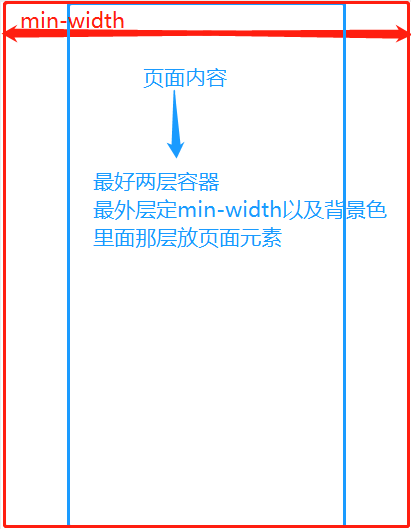 min-width
页面内容
最好两层容器
最外层定min-width以及背景色
里面那层放页面元素